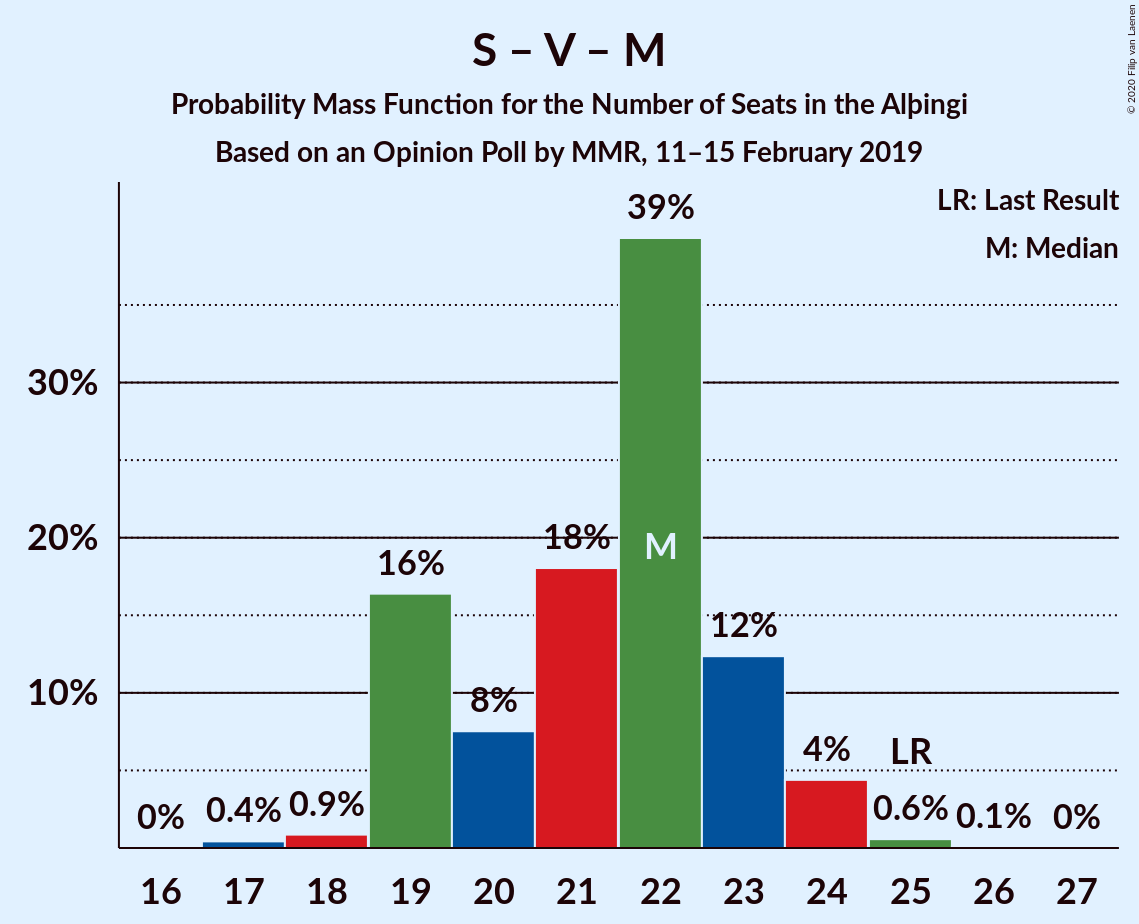 S – V – M
Probability Mass Function for the Number of Seats in the Alþingi
Based on an Opinion Poll by MMR, 11–15 February 2019
© 2020 Filip van Laenen
LR: Last Result
M: Median
39%
30%
20%
18%
M
16%
12%
10%
8%
4%
LR
0%
0.4%
0.9%
0.6%
0.1%
0%
16 17 18 19 20 21 22 23 24 25 26 27